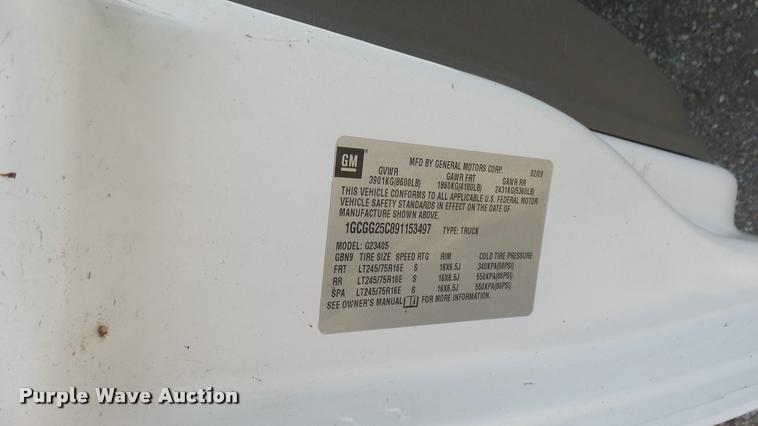 GM
MFD BY GENERAL MOTORS CORP. 02/09
GVWR GAWR FRT GAWR RR
3901KG(8600LB) 1860KG(4100LB) 2431KG(5360LB)
THIS VEHICLE CONFORMS TO ALL APPLICABLE U.S. FEDERAL MOTOR
VEHICLE SAFETY STANDARDS IN EFFECT ON THE DATE OF
MANUFACTURE SHOWN ABOVE.
1GCGG25C891153497 TYPE: TRUCK
MODEL: G23405
GBN9 TIRE SIZE SPEED RTG RIM COLD TIRE PRESSURE
FRT LT245/75R16E S 16X6.5J 340KPA(50PSI)
RR LT245/75R16E S 16X6.5J 550KPA(80PSI)
SPA LT245/75R16E S 16X6.5J 550KPA(80PSI)
SEE OWNER'S MANUAL FOR MORE INFORMATION.
Purple Wave Auction